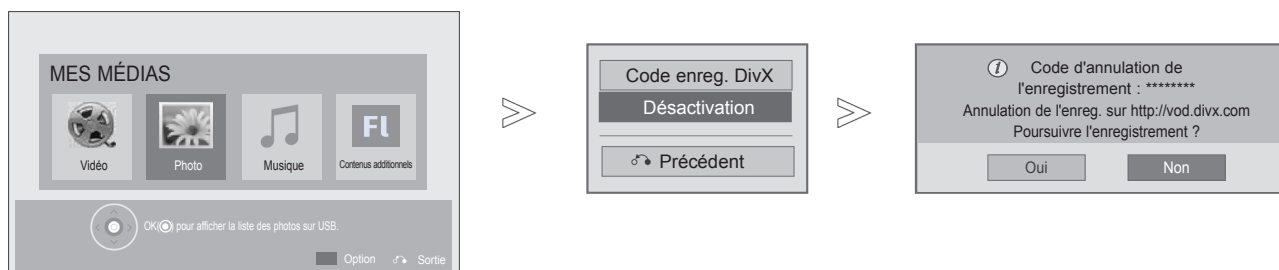 MES MÉDIAS
Fl
Vidéo
Photo
Musique
Contenus additionnels
OK( ) pour afficher la liste des photos sur USB.
Option
Sortie
Code enreg. DivX
Désactivation
Précédent
i Code d'annulation de
l'enregistrement : ********
Annulation de l'enreg. sur http://vod.divx.com
Poursuivre l'enregistrement ?
Oui
Non